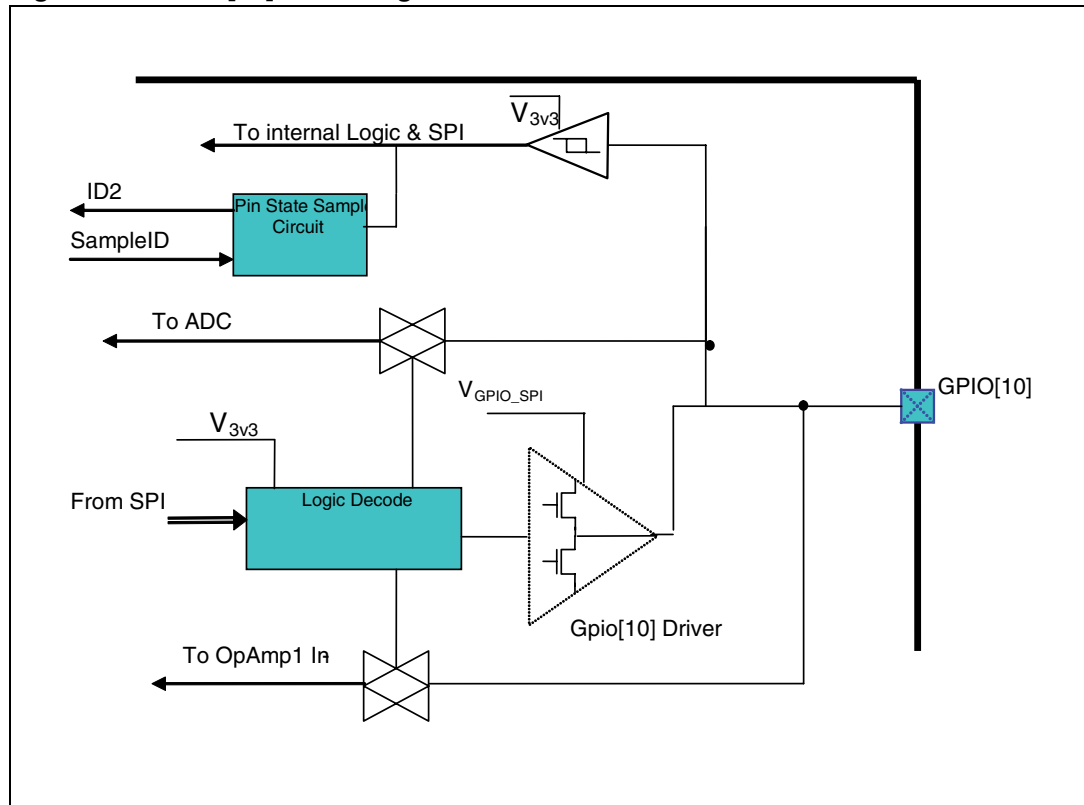 V3v3
To internal Logic & SPI
ID2
Pin State Sampl
Circuit
SampleID
To ADC
VGPIO_SPI
GPIO[10]
V3v3
From SPI
Logic Decode
Gpio[10] Driver
To OpAmp1 In-